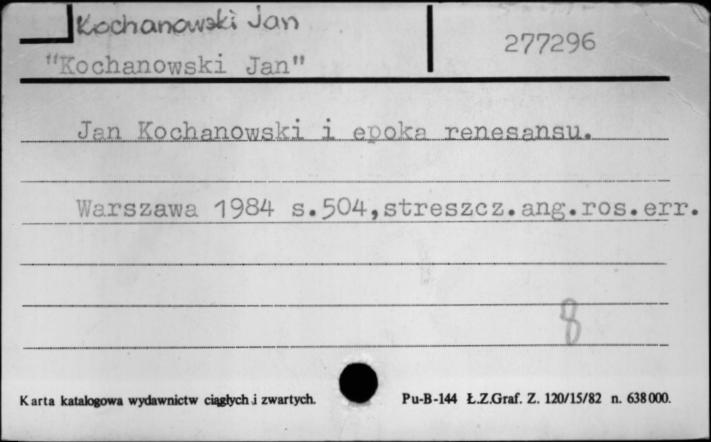 Kochanowski Jan
277296
"Kochanowski Jan"
Jan Kochanowski i epoka renesansu.
Warszawa 1984 s.504,streszcz.ang.ros.err.
8
Karta katalogowa wydawnictw ciągłych i zwartych. Pu-B-144 Ł.Z.Graf. Z. 120/15/82 n. 638000.